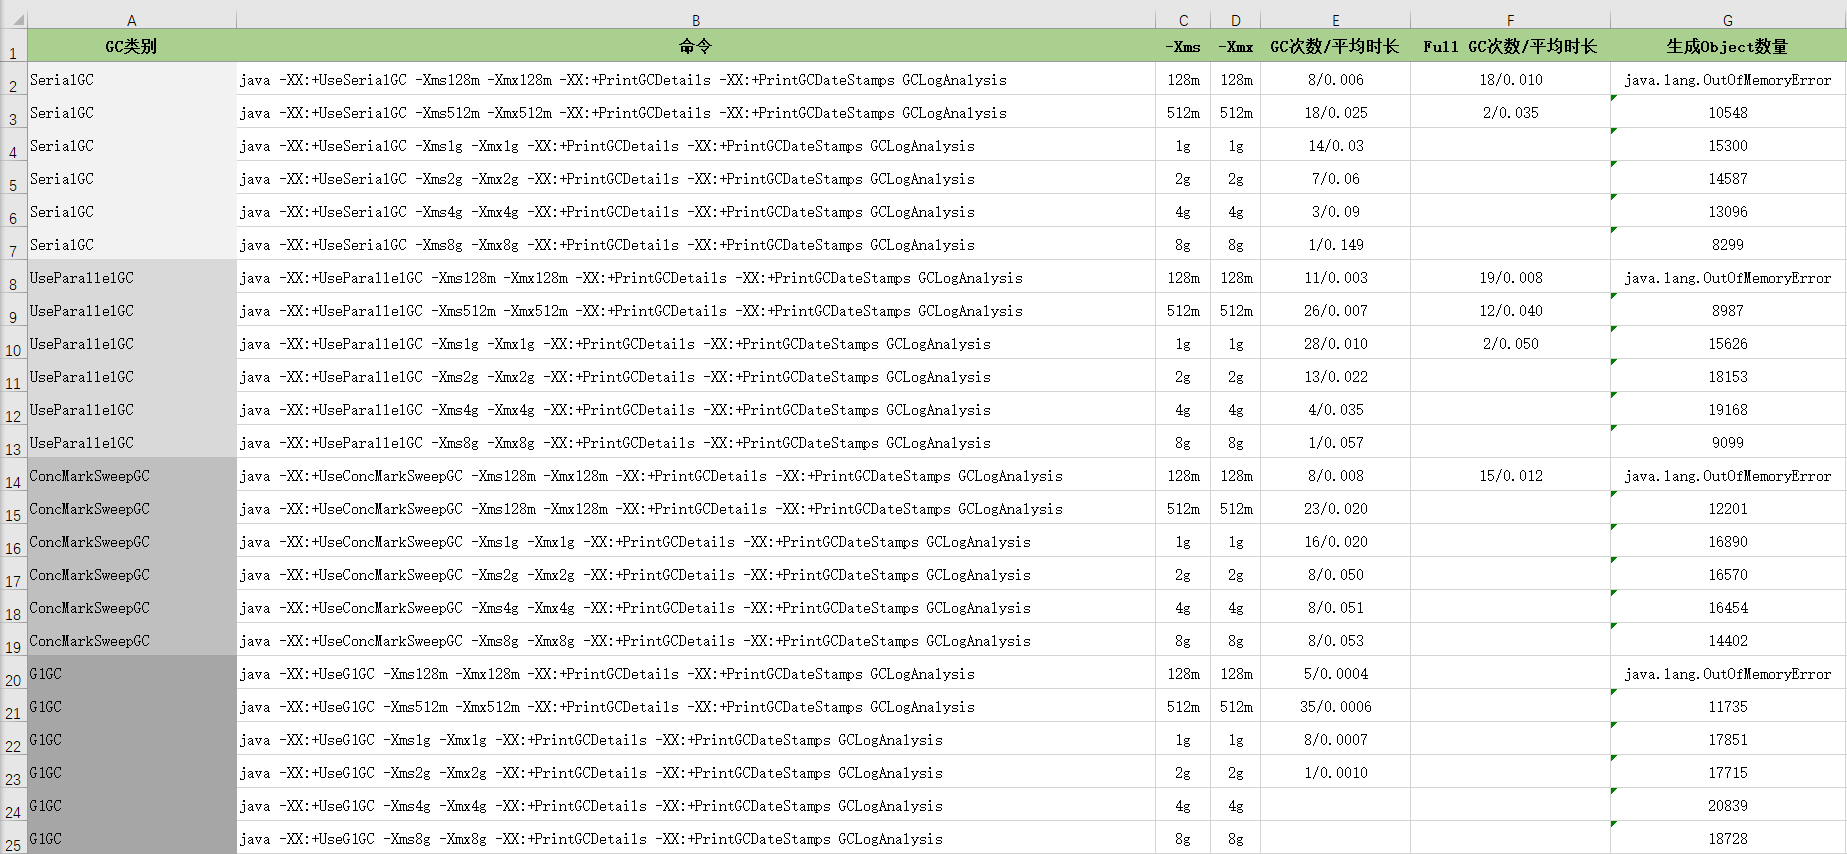 A B C D E F G
1 GC类别 命令 -Xms -Xmx GC次数/平均时长 Full GC次数/平均时长 生成Object数量
2 SerialGC java -XX:+UseSerialGC -Xms128m -Xmx128m -XX:+PrintGCDetails -XX:+PrintGCDateStamps GCLogAnalysis 128m 128m 8/0.006 18/0.010 java.lang.OutOfMemoryError
3 SerialGC java -XX:+UseSerialGC -Xms512m -Xmx512m -XX:+PrintGCDetails -XX:+PrintGCDateStamps GCLogAnalysis 512m 512m 18/0.025 2/0.035 10548
4 SerialGC java -XX:+UseSerialGC -Xms1g -Xmx1g -XX:+PrintGCDetails -XX:+PrintGCDateStamps GCLogAnalysis 1g 1g 14/0.03 15300
5 SerialGC java -XX:+UseSerialGC -Xms2g -Xmx2g -XX:+PrintGCDetails -XX:+PrintGCDateStamps GCLogAnalysis 2g 2g 7/0.06 14587
6 SerialGC java -XX:+UseSerialGC -Xms4g -Xmx4g -XX:+PrintGCDetails -XX:+PrintGCDateStamps GCLogAnalysis 4g 4g 3/0.09 13096
7 SerialGC java -XX:+UseSerialGC -Xms8g -Xmx8g -XX:+PrintGCDetails -XX:+PrintGCDateStamps GCLogAnalysis 8g 8g 1/0.149 8299
8 UseParallelGC java -XX:+UseParallelGC -Xms128m -Xmx128m -XX:+PrintGCDetails -XX:+PrintGCDateStamps GCLogAnalysis 128m 128m 11/0.003 19/0.008 java.lang.OutOfMemoryError
9 UseParallelGC java -XX:+UseParallelGC -Xms512m -Xmx512m -XX:+PrintGCDetails -XX:+PrintGCDateStamps GCLogAnalysis 512m 512m 26/0.007 12/0.040 8987
10 UseParallelGC java -XX:+UseParallelGC -Xms1g -Xmx1g -XX:+PrintGCDetails -XX:+PrintGCDateStamps GCLogAnalysis 1g 1g 28/0.010 2/0.050 15626
11 UseParallelGC java -XX:+UseParallelGC -Xms2g -Xmx2g -XX:+PrintGCDetails -XX:+PrintGCDateStamps GCLogAnalysis 2g 2g 13/0.022 18153
12 UseParallelGC java -XX:+UseParallelGC -Xms4g -Xmx4g -XX:+PrintGCDetails -XX:+PrintGCDateStamps GCLogAnalysis 4g 4g 4/0.035 19168
13 UseParallelGC java -XX:+UseParallelGC -Xms8g -Xmx8g -XX:+PrintGCDetails -XX:+PrintGCDateStamps GCLogAnalysis 8g 8g 1/0.057 9099
14 ConcMarkSweepGC java -XX:+UseConcMarkSweepGC -Xms128m -Xmx128m -XX:+PrintGCDetails -XX:+PrintGCDateStamps GCLogAnalysis 128m 128m 8/0.008 15/0.012 java.lang.OutOfMemoryError
15 ConcMarkSweepGC java -XX:+UseConcMarkSweepGC -Xms128m -Xmx128m -XX:+PrintGCDetails -XX:+PrintGCDateStamps GCLogAnalysis 512m 512m 23/0.020 12201
16 ConcMarkSweepGC java -XX:+UseConcMarkSweepGC -Xms1g -Xmx1g -XX:+PrintGCDetails -XX:+PrintGCDateStamps GCLogAnalysis 1g 1g 16/0.020 16890
17 ConcMarkSweepGC java -XX:+UseConcMarkSweepGC -Xms2g -Xmx2g -XX:+PrintGCDetails -XX:+PrintGCDateStamps GCLogAnalysis 2g 2g 8/0.050 16570
18 ConcMarkSweepGC java -XX:+UseConcMarkSweepGC -Xms4g -Xmx4g -XX:+PrintGCDetails -XX:+PrintGCDateStamps GCLogAnalysis 4g 4g 8/0.051 16454
19 ConcMarkSweepGC java -XX:+UseConcMarkSweepGC -Xms8g -Xmx8g -XX:+PrintGCDetails -XX:+PrintGCDateStamps GCLogAnalysis 8g 8g 8/0.053 14402
20 G1GC java -XX:+UseG1GC -Xms128m -Xmx128m -XX:+PrintGCDetails -XX:+PrintGCDateStamps GCLogAnalysis 128m 128m 5/0.0004 java.lang.OutOfMemoryError
21 G1GC java -XX:+UseG1GC -Xms512m -Xmx512m -XX:+PrintGCDetails -XX:+PrintGCDateStamps GCLogAnalysis 512m 512m 35/0.0006 11735
22 G1GC java -XX:+UseG1GC -Xms1g -Xmx1g -XX:+PrintGCDetails -XX:+PrintGCDateStamps GCLogAnalysis 1g 1g 8/0.0007 17851
23 G1GC java -XX:+UseG1GC -Xms2g -Xmx2g -XX:+PrintGCDetails -XX:+PrintGCDateStamps GCLogAnalysis 2g 2g 1/0.0010 17715
24 G1GC java -XX:+UseG1GC -Xms4g -Xmx4g -XX:+PrintGCDetails -XX:+PrintGCDateStamps GCLogAnalysis 4g 4g 20839
25 G1GC java -XX:+UseG1GC -Xms8g -Xmx8g -XX:+PrintGCDetails -XX:+PrintGCDateStamps GCLogAnalysis 8g 8g 18728